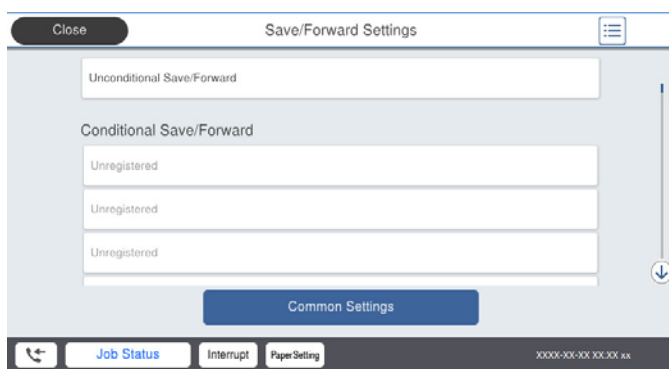 Close
Save/Forward Settings
Unconditional Save/Forward
Conditional Save/Forward
Unregistered
Unregistered
Unregistered
Common Settings
Job Status
Interrupt
Paper Setting
XXXX-XX-XX XX:XX xx